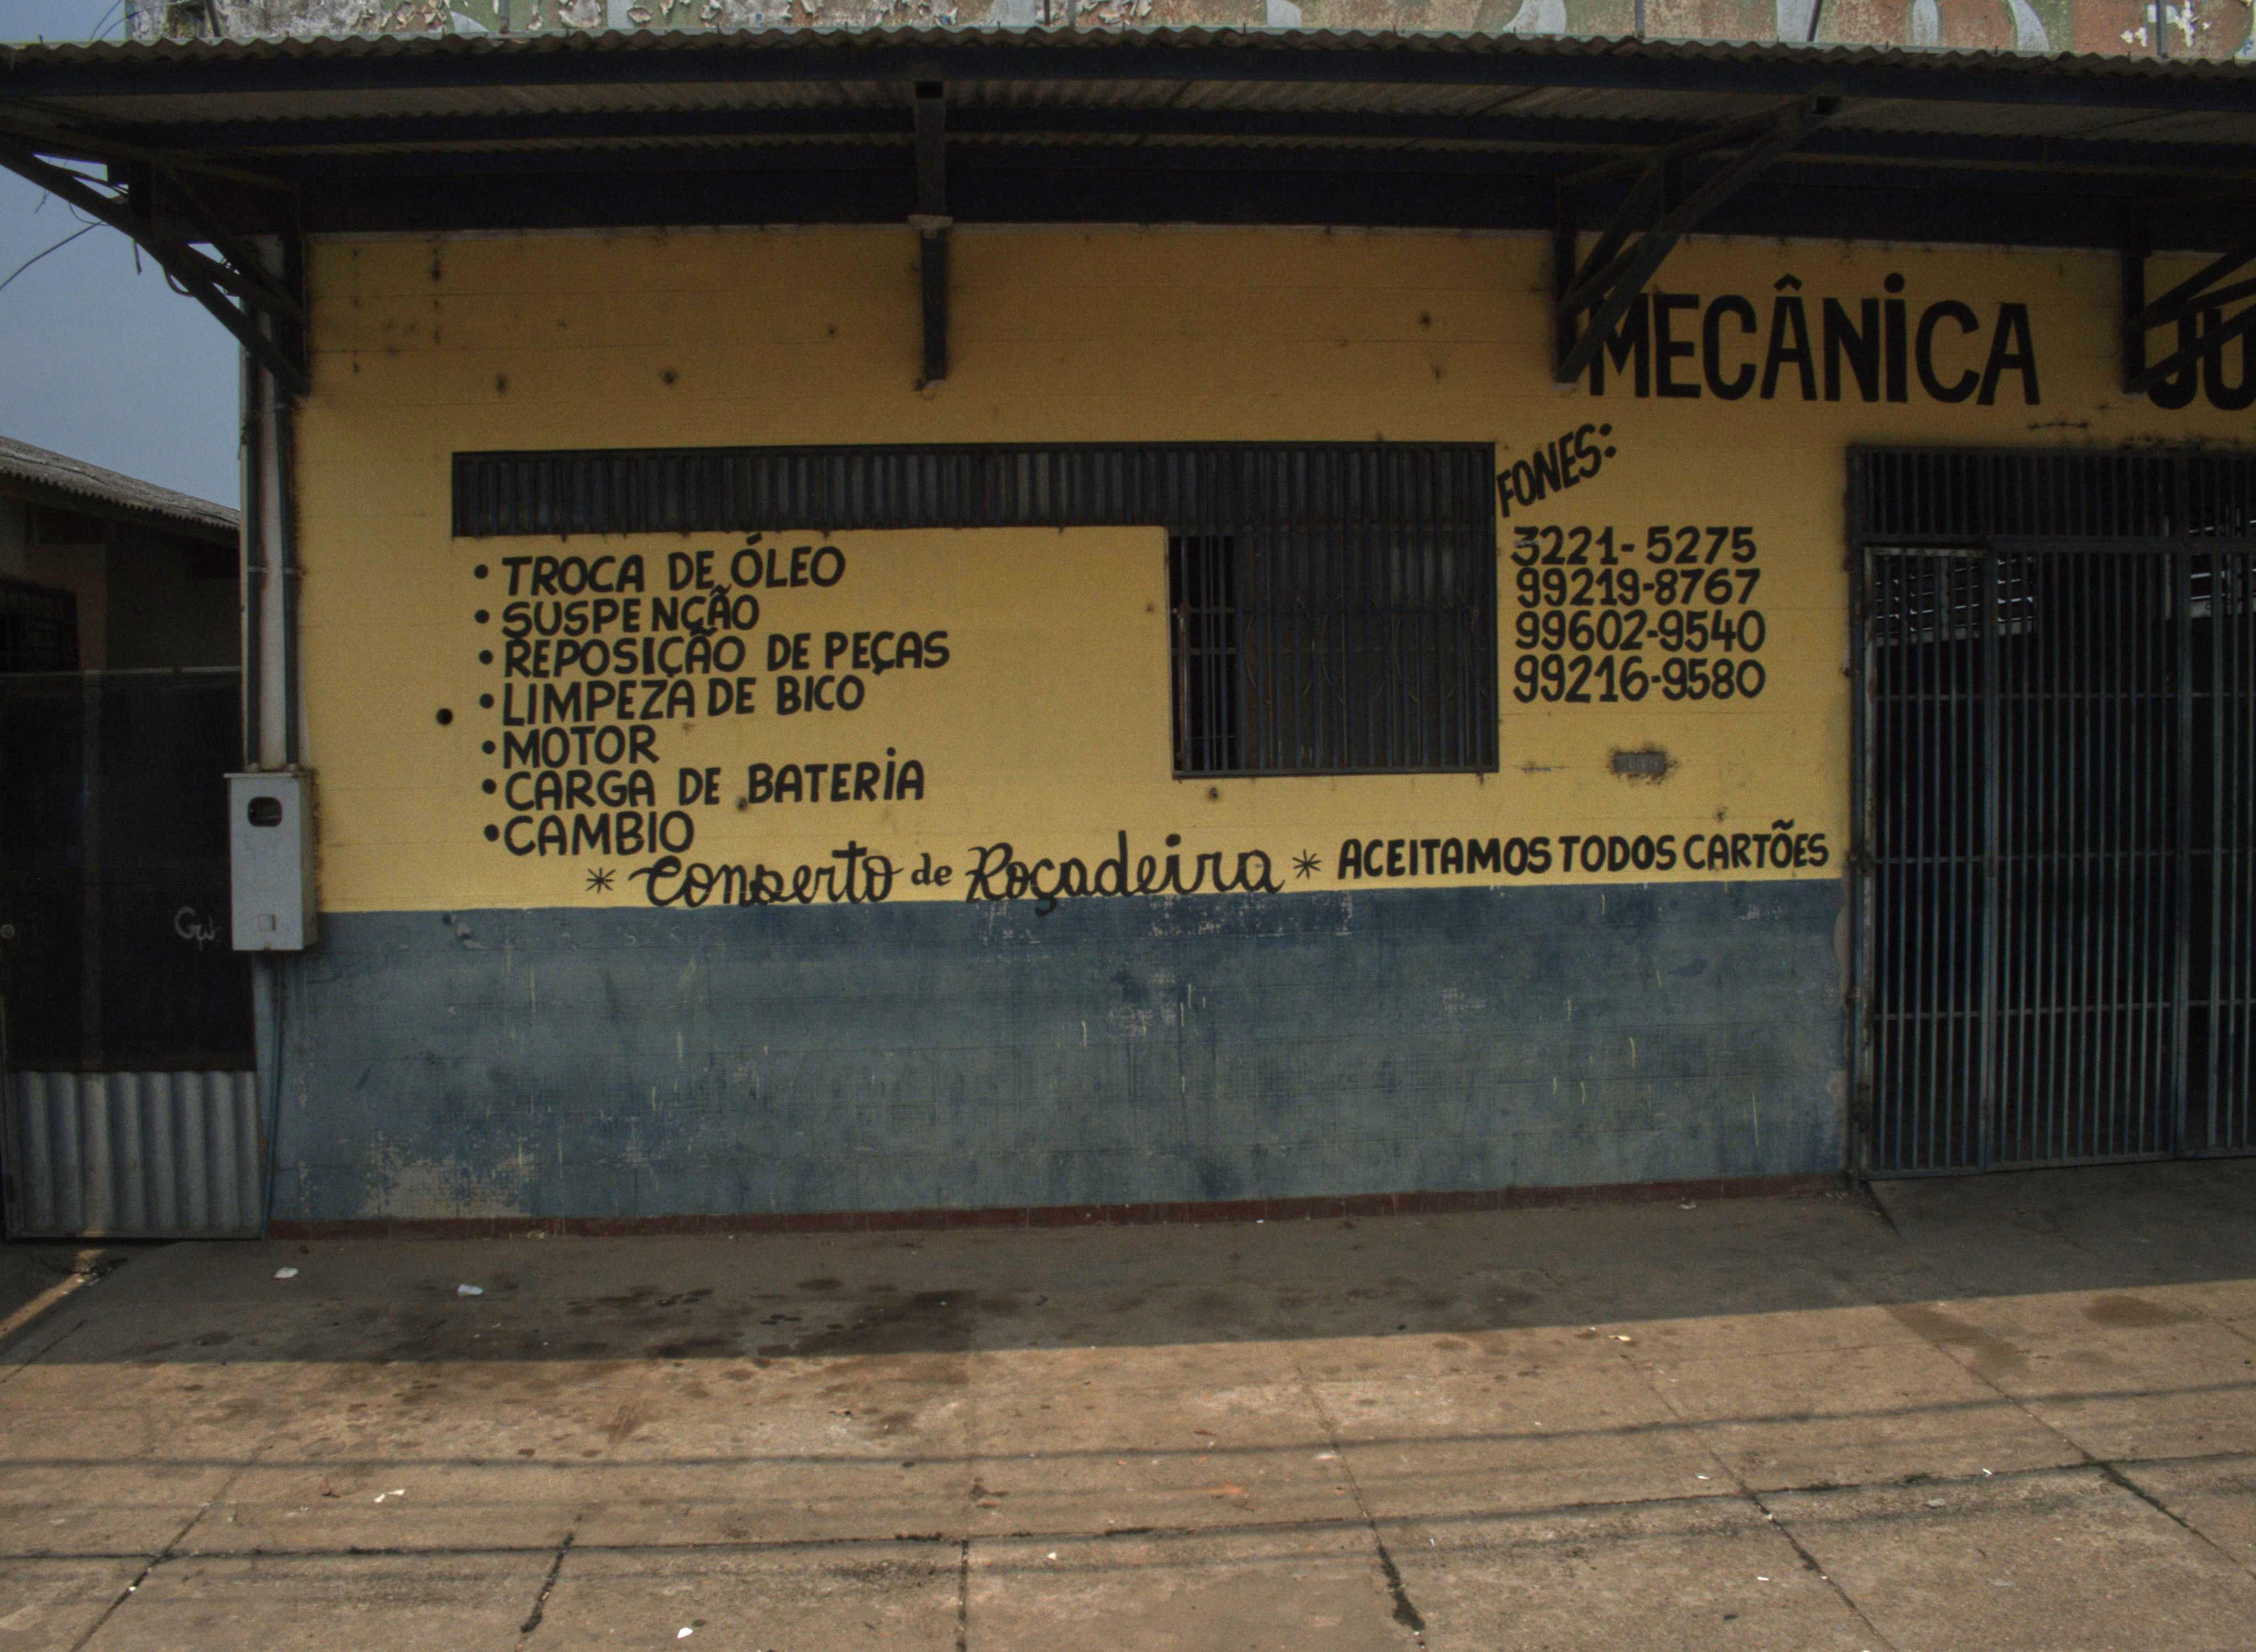 MECÂNICA JU
FONES:
3221-5275
99219-8767
99602-9540
99216-9580
• TROCA DE ÓLEO
• SUSPENÇÃO
• REPOSIÇÃO DE PEÇAS
• LIMPEZA DE BICO
• MOTOR
• CARGA DE BATERIA
• CAMBIO
* Conserto de Roçadeira * ACEITAMOS TODOS CARTÕES